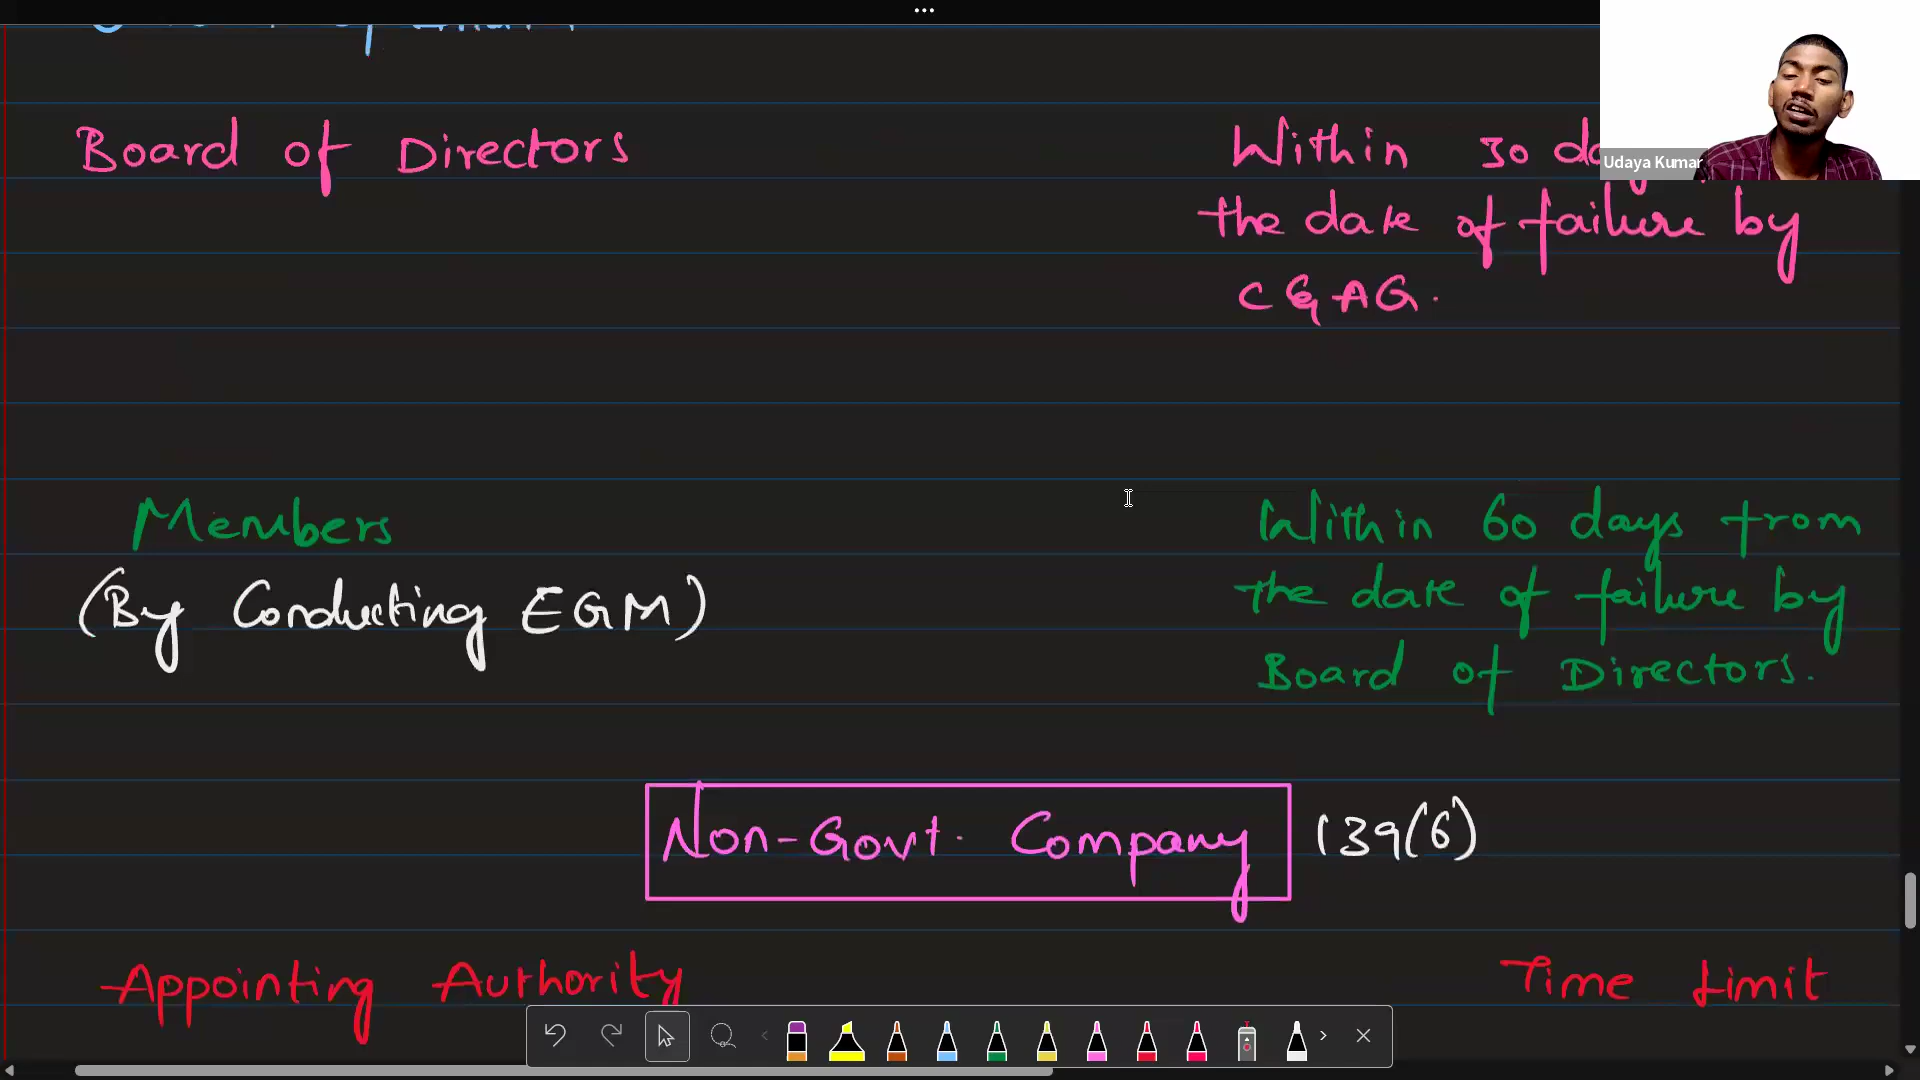 Board of Directors
Within 30
the date of failure by
C&AG.
Udaya Kumar
Members
(By Conducting EGM)
Within 60 days from
the date of failure by
Board of Directors.
Non-Govt. Company 139(6)
Appointing Authority
Time Limit